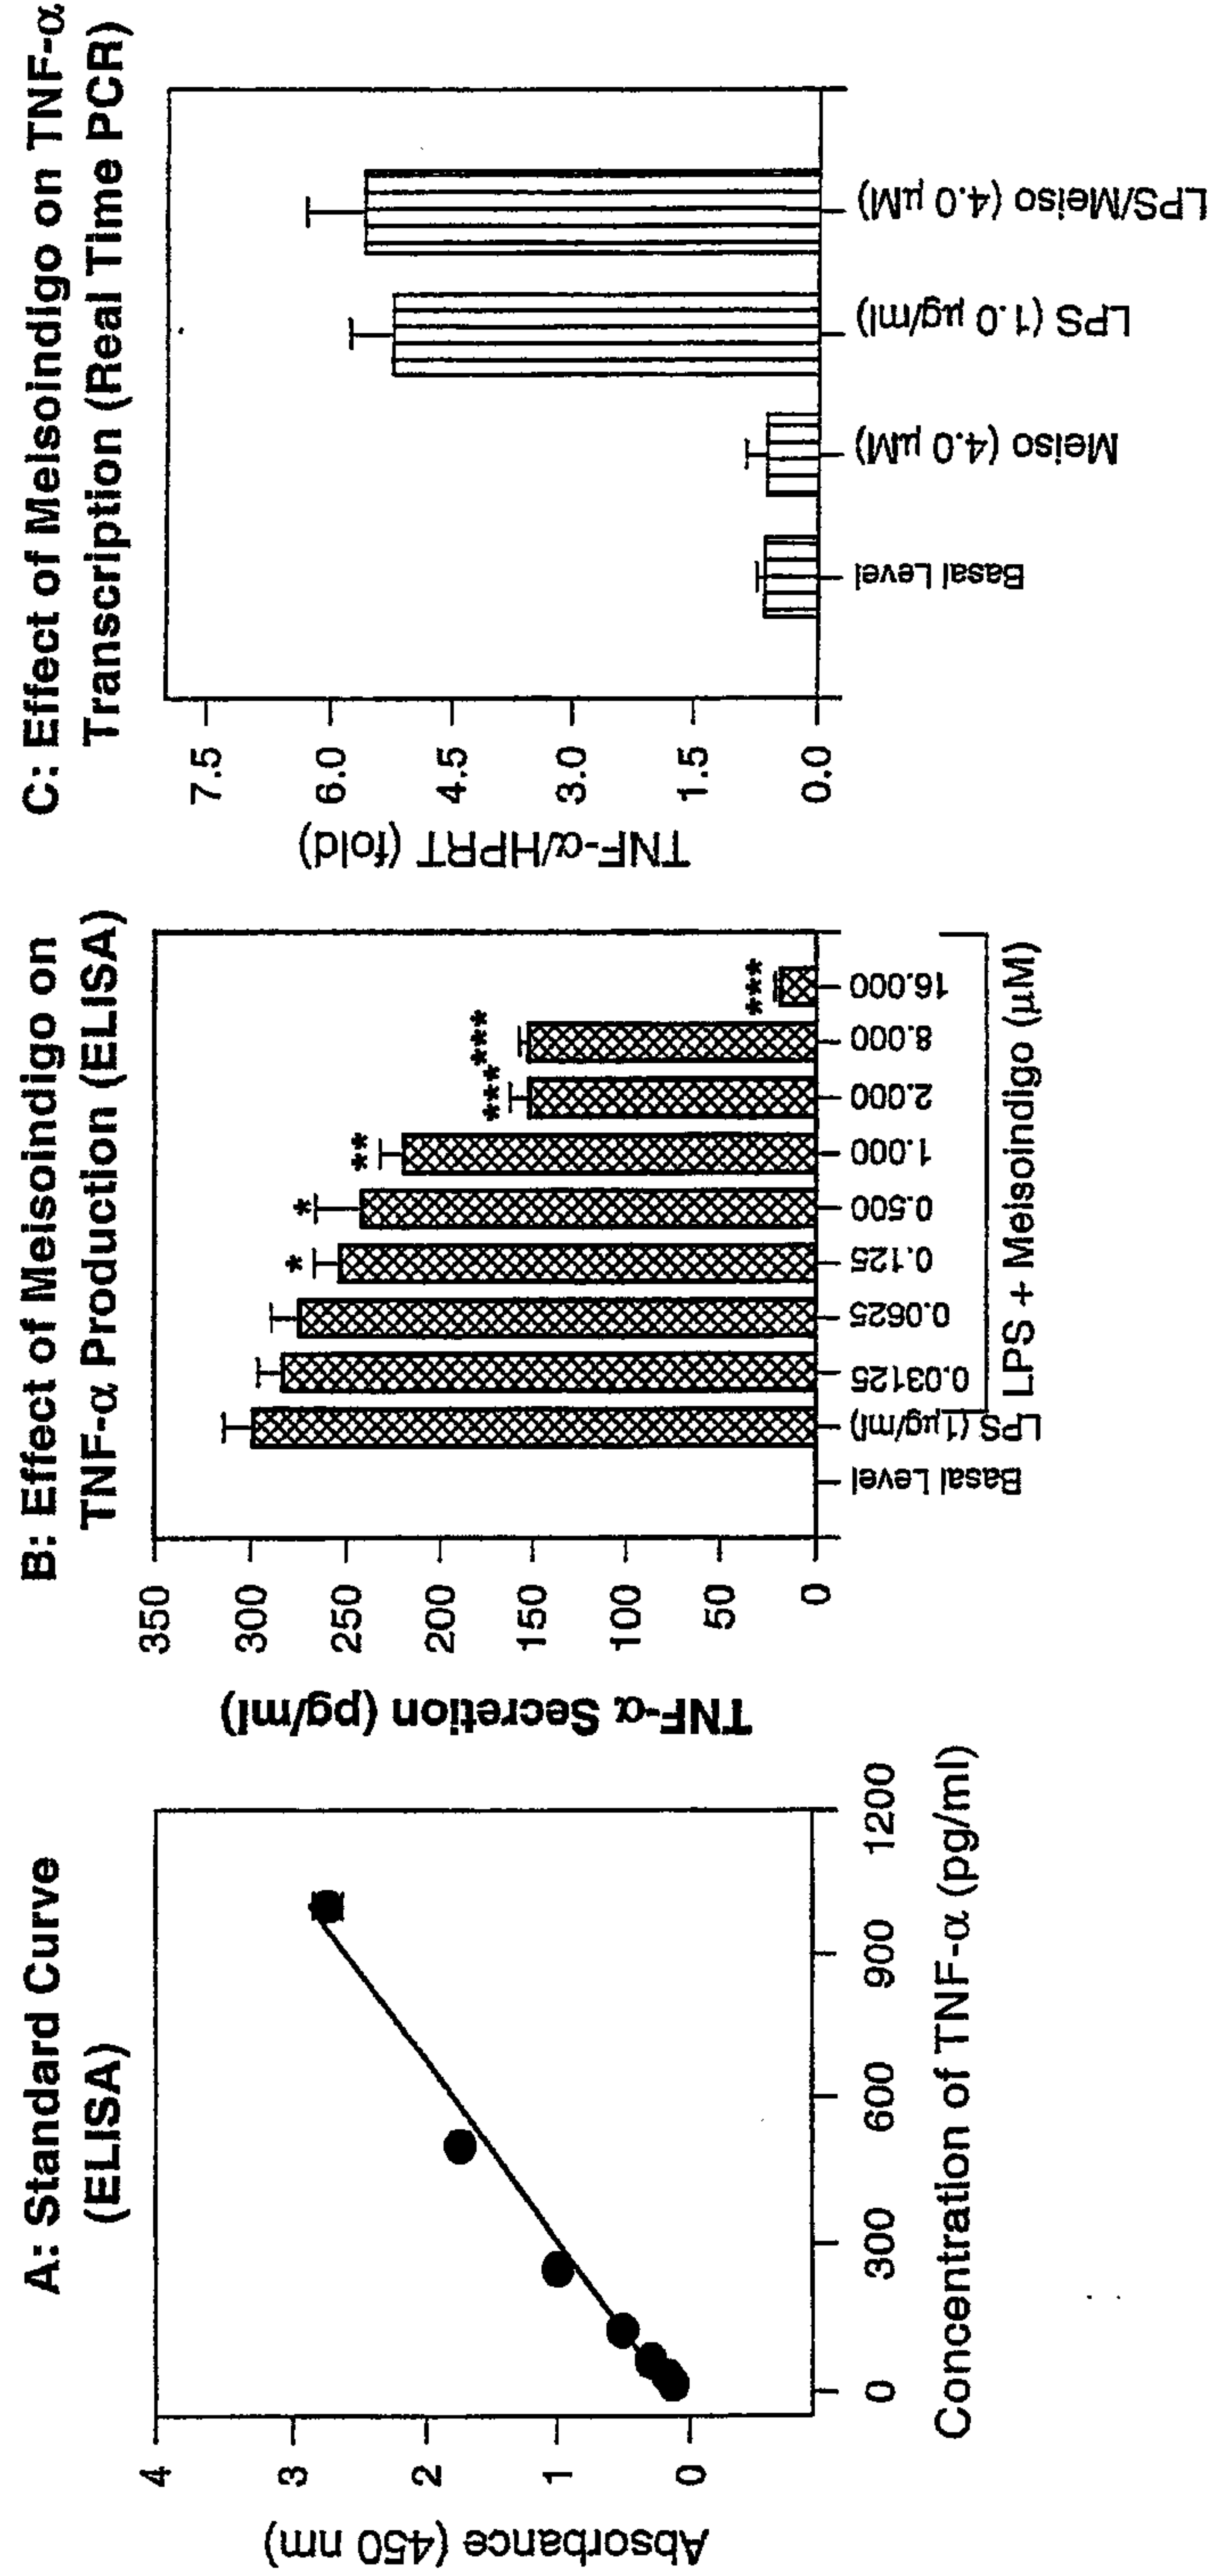 A: Standard Curve
(ELISA)
Absorbance (450 nm)
4
3
2
1
0
0 300 600 900 1200
Concentration of TNF-α (pg/ml)
B: Effect of Meisoindigo on
TNF-α Production (ELISA)
TNF-α Secretion (pg/ml)
350
300
250
200
150
100
50
0
* * ** *** *** ***
Basal Level
LPS (1µg/ml)
0.03125
0.0625
0.125
0.500
1.000
2.000
8.000
16.000
LPS + Meisoindigo (µM)
C: Effect of Meisoindigo on TNF-α
Transcription (Real Time PCR)
TNF-α/HPRT (fold)
7.5
6.0
4.5
3.0
1.5
0.0
Basal Level
Meiso (4.0 µM)
LPS (1.0 µg/ml)
LPS/Meiso (4.0 µM)